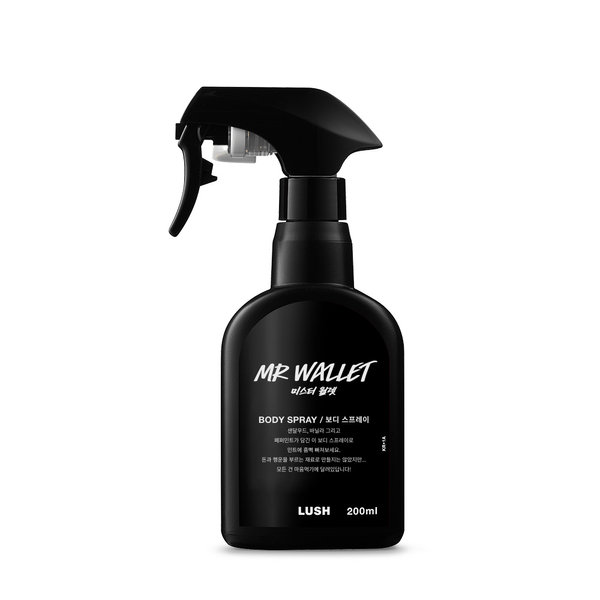 MR WALLET
미스터 월렛
BODY SPRAY / 보디 스프레이
샌달우드, 바닐라 그리고
페퍼민트가 담긴 이 보디 스프레이로
민트에 흠뻑 빠져보세요.
돈과 행운을 부르는 재료로 만들지는 않았지만...
모든 건 마음먹기에 달려있답니다!
KR+IA
LUSH 200ml